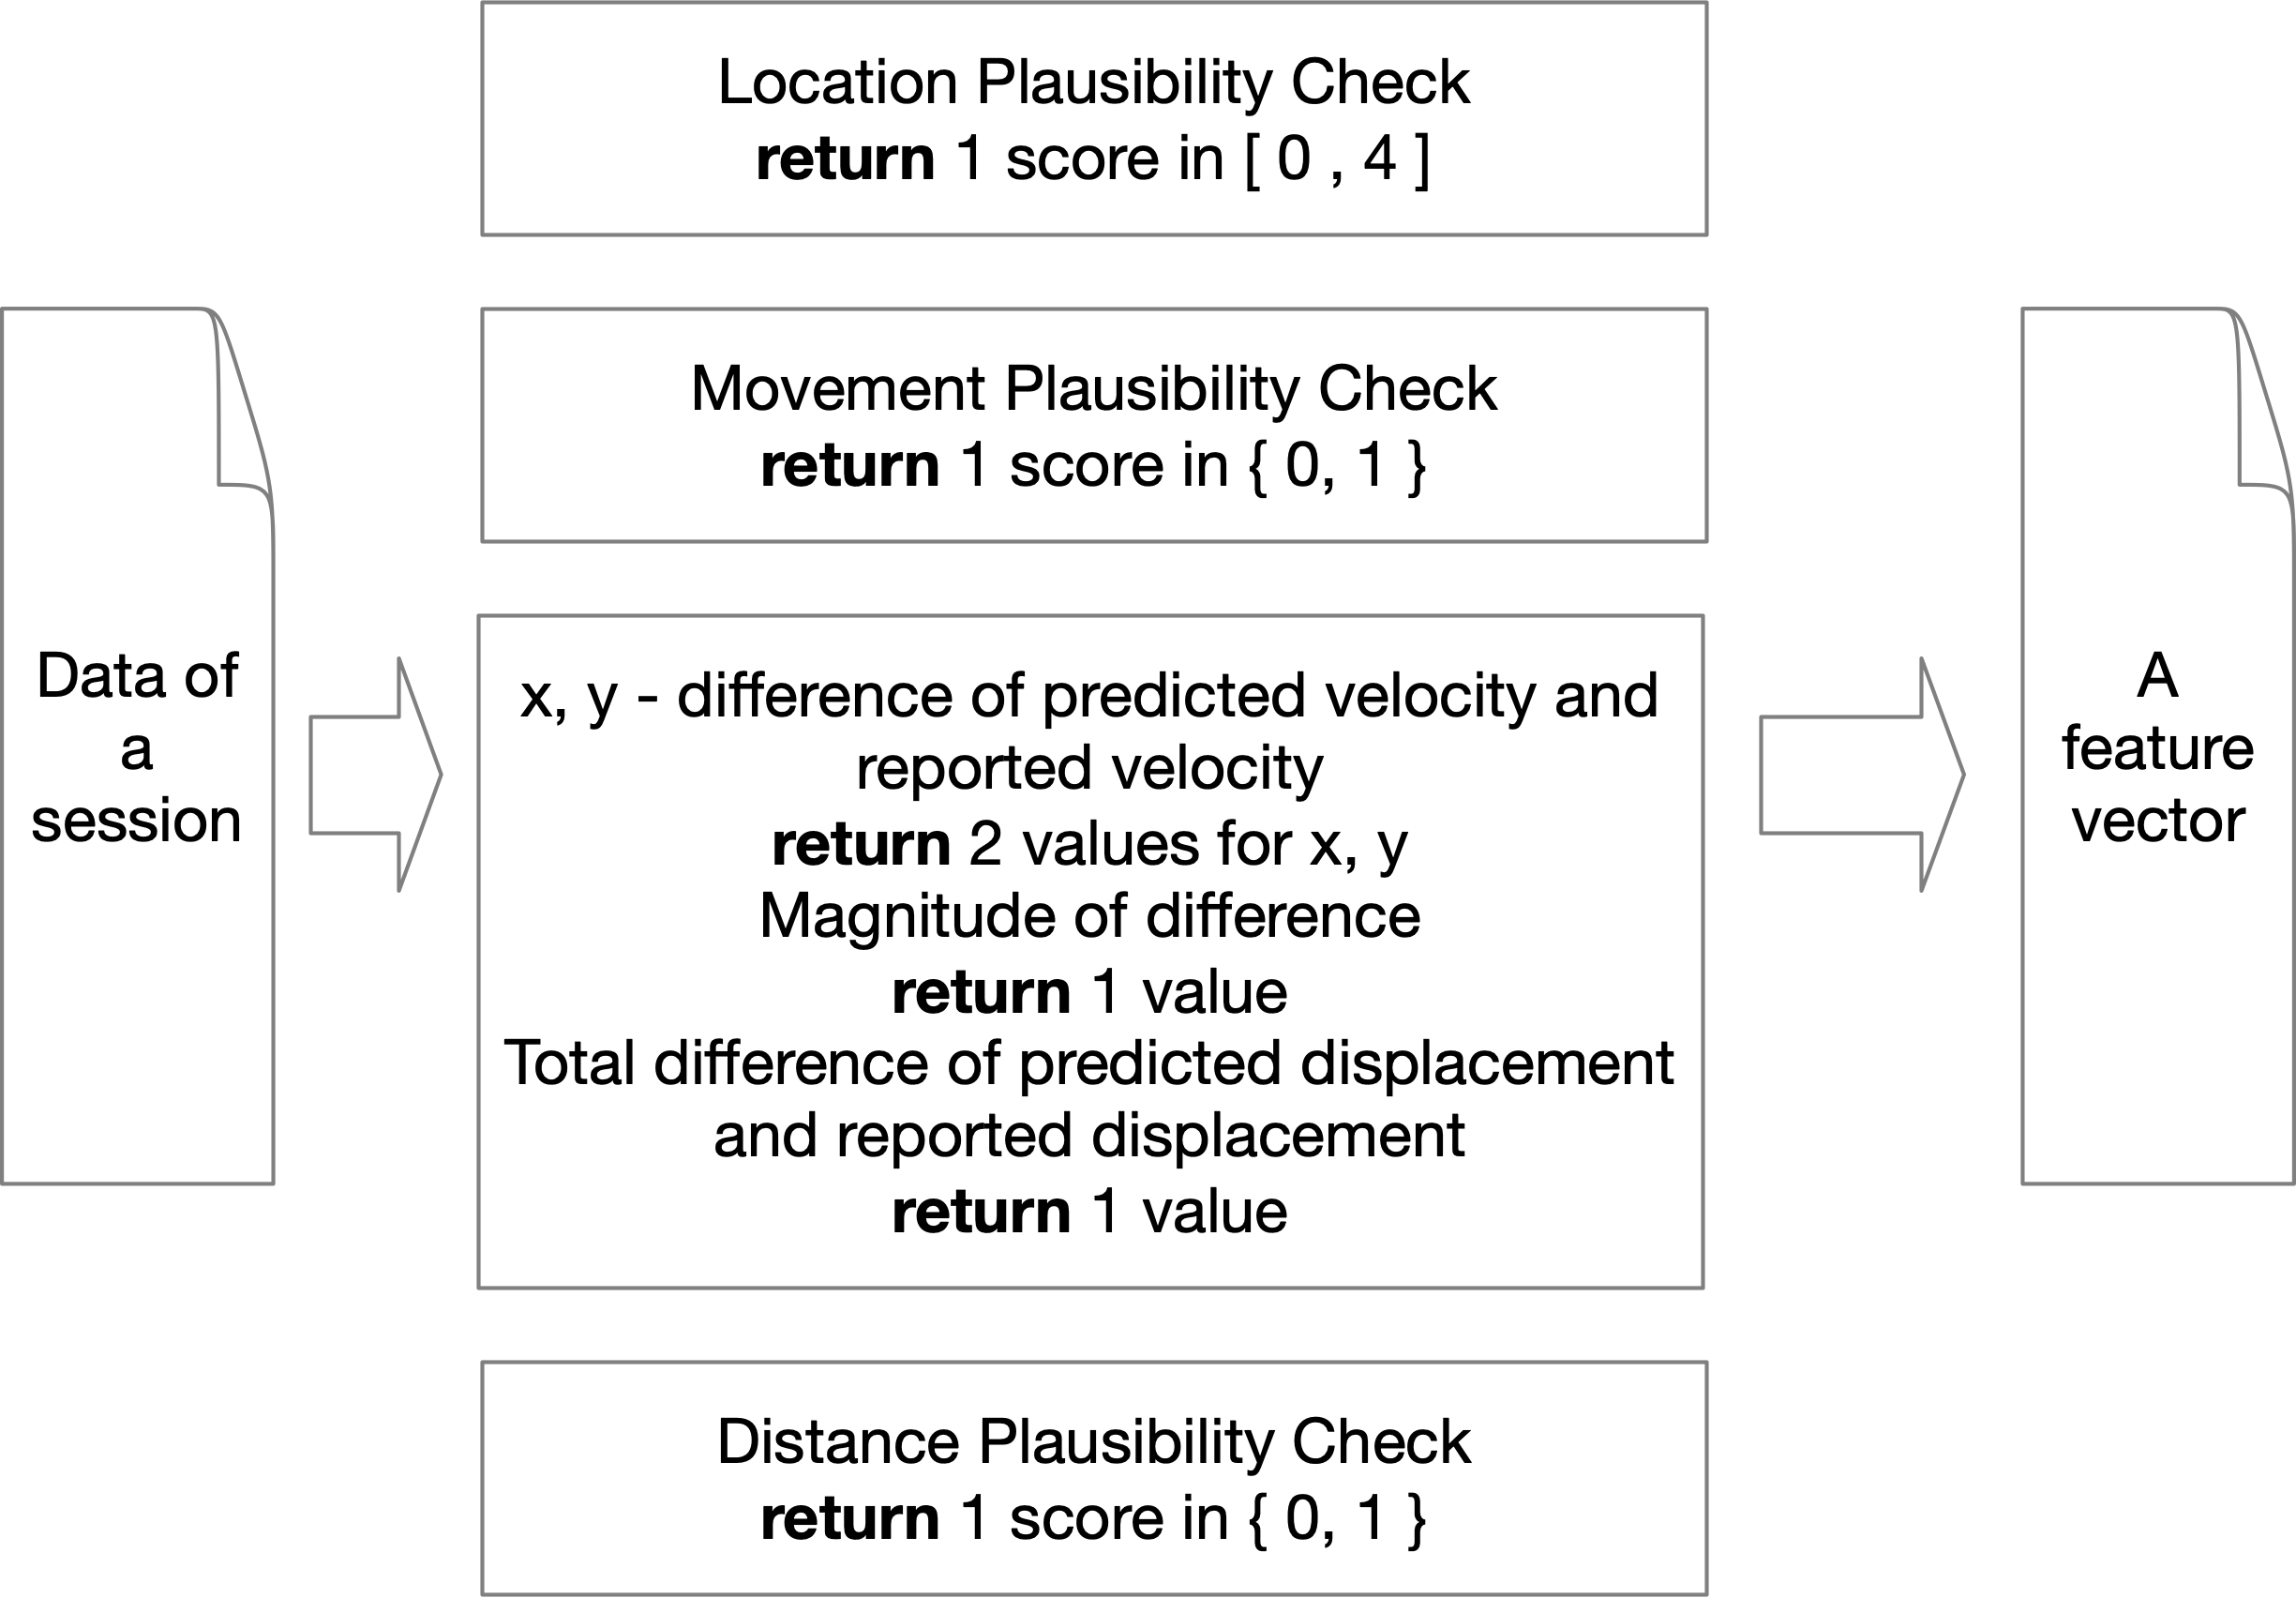 Location Plausibility Check
return 1 score in [ 0 , 4 ]
Movement Plausibility Check
return 1 score in { 0, 1 }
Data of
a
session
x, y - difference of predicted velocity and
reported velocity
return 2 values for x, y
Magnitude of difference
return 1 value
Total difference of predicted displacement
and reported displacement
return 1 value
A
feature
vector
Distance Plausibility Check
return 1 score in { 0, 1 }